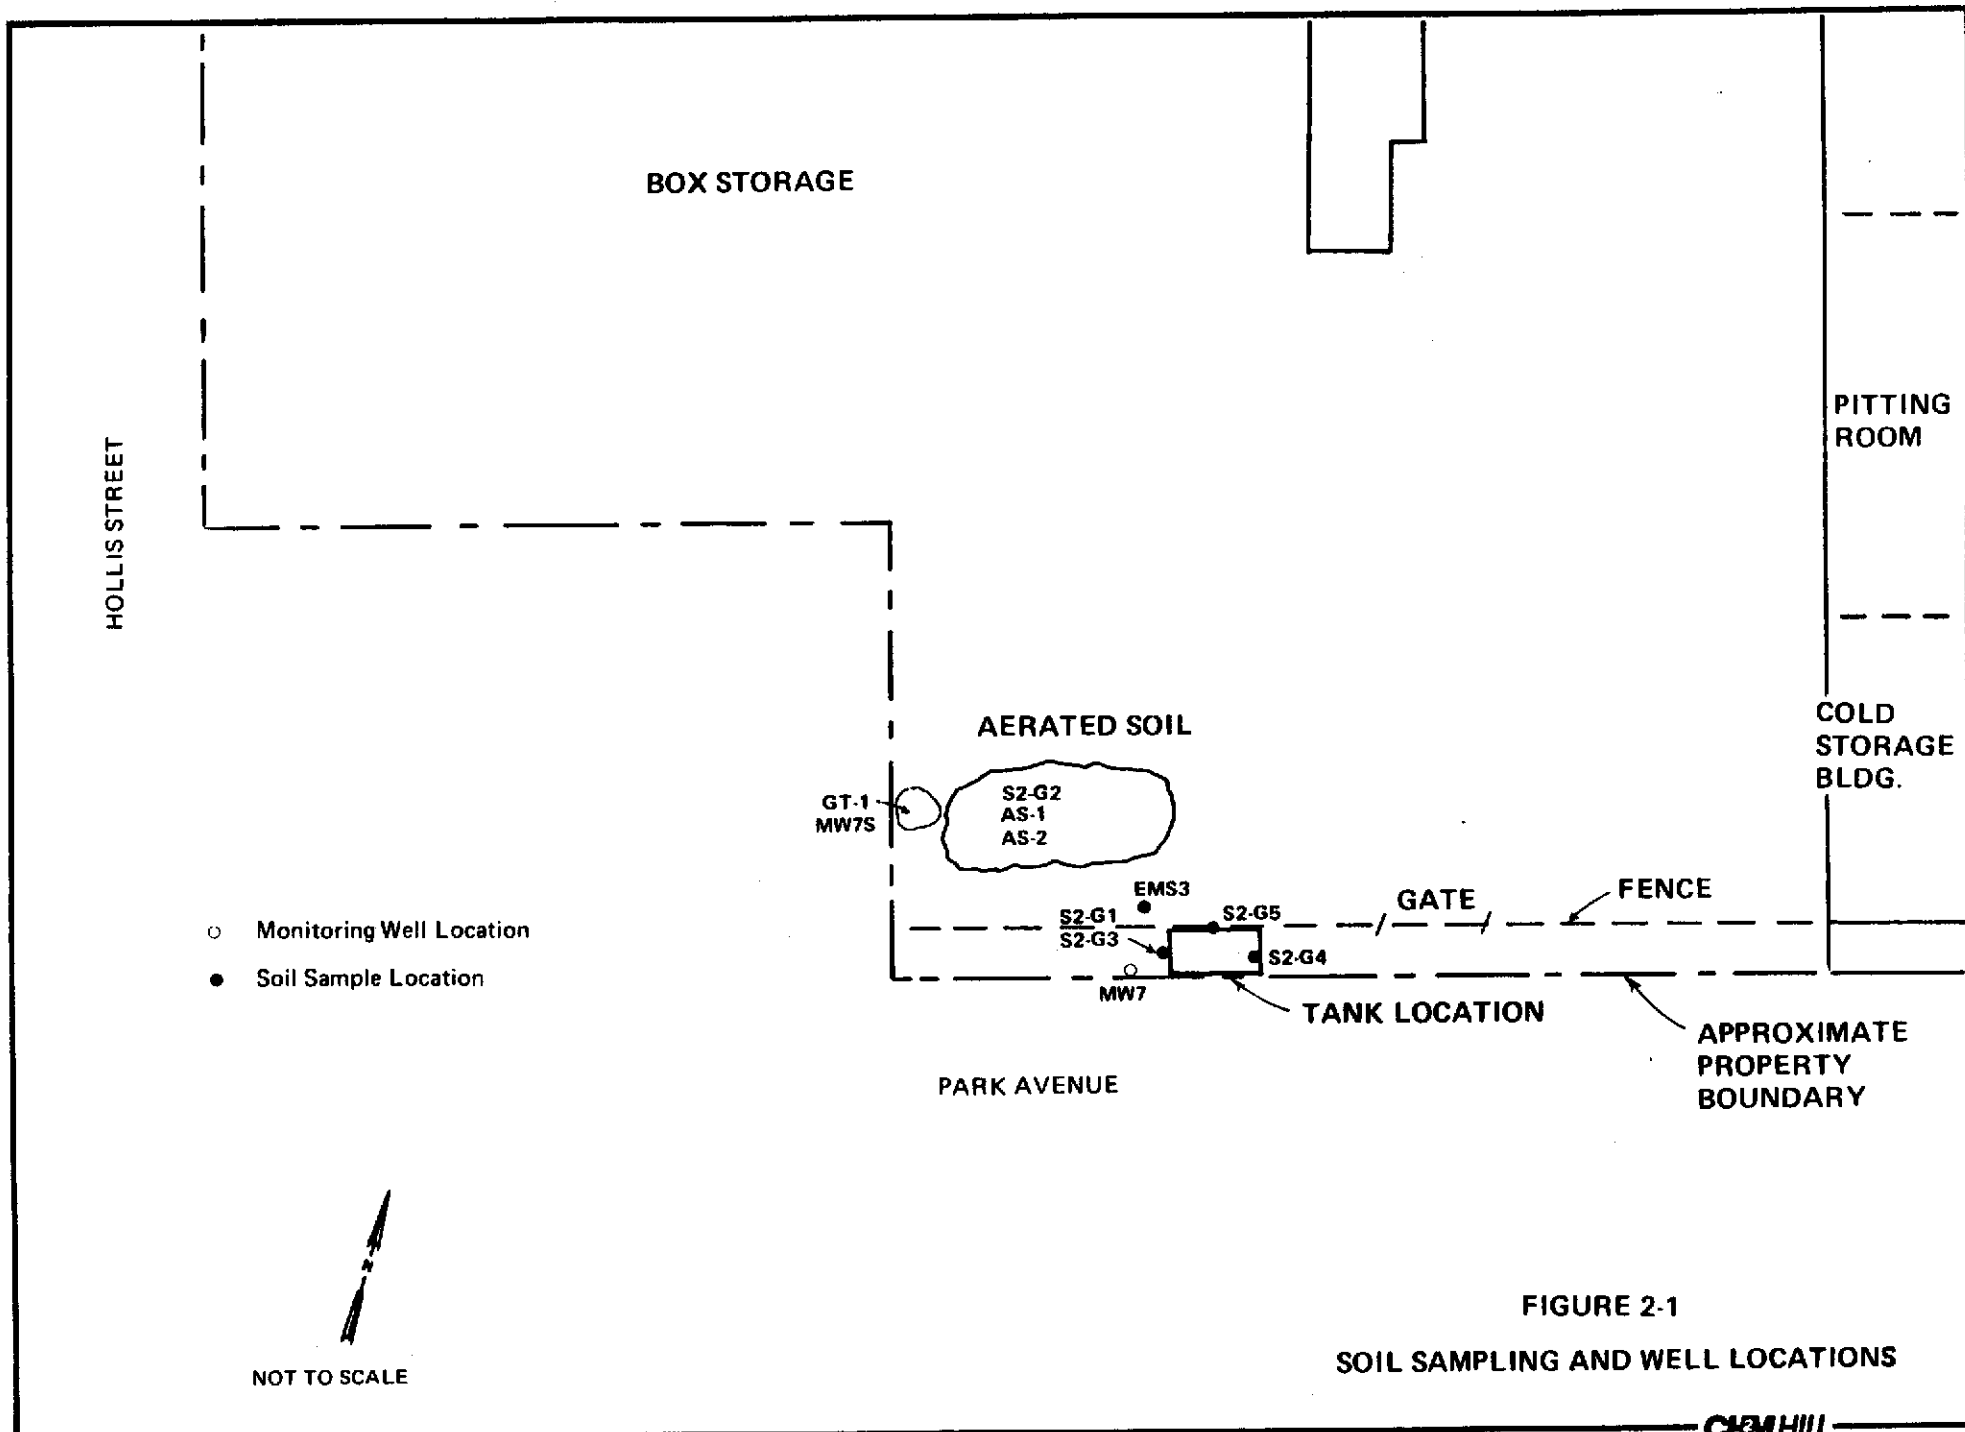 BOX STORAGE
PITTING
ROOM
HOLLIS STREET
COLD
STORAGE
BLDG.
AERATED SOIL
GT-1
MW7S
S2-G2
AS-1
AS-2
EMS3
S2-G1
S2-G3
S2-G5
S2-G4
GATE
FENCE
MW7
TANK LOCATION
APPROXIMATE
PROPERTY
BOUNDARY
Monitoring Well Location
Soil Sample Location
PARK AVENUE
N
NOT TO SCALE
FIGURE 2-1
SOIL SAMPLING AND WELL LOCATIONS
CH2M HILL